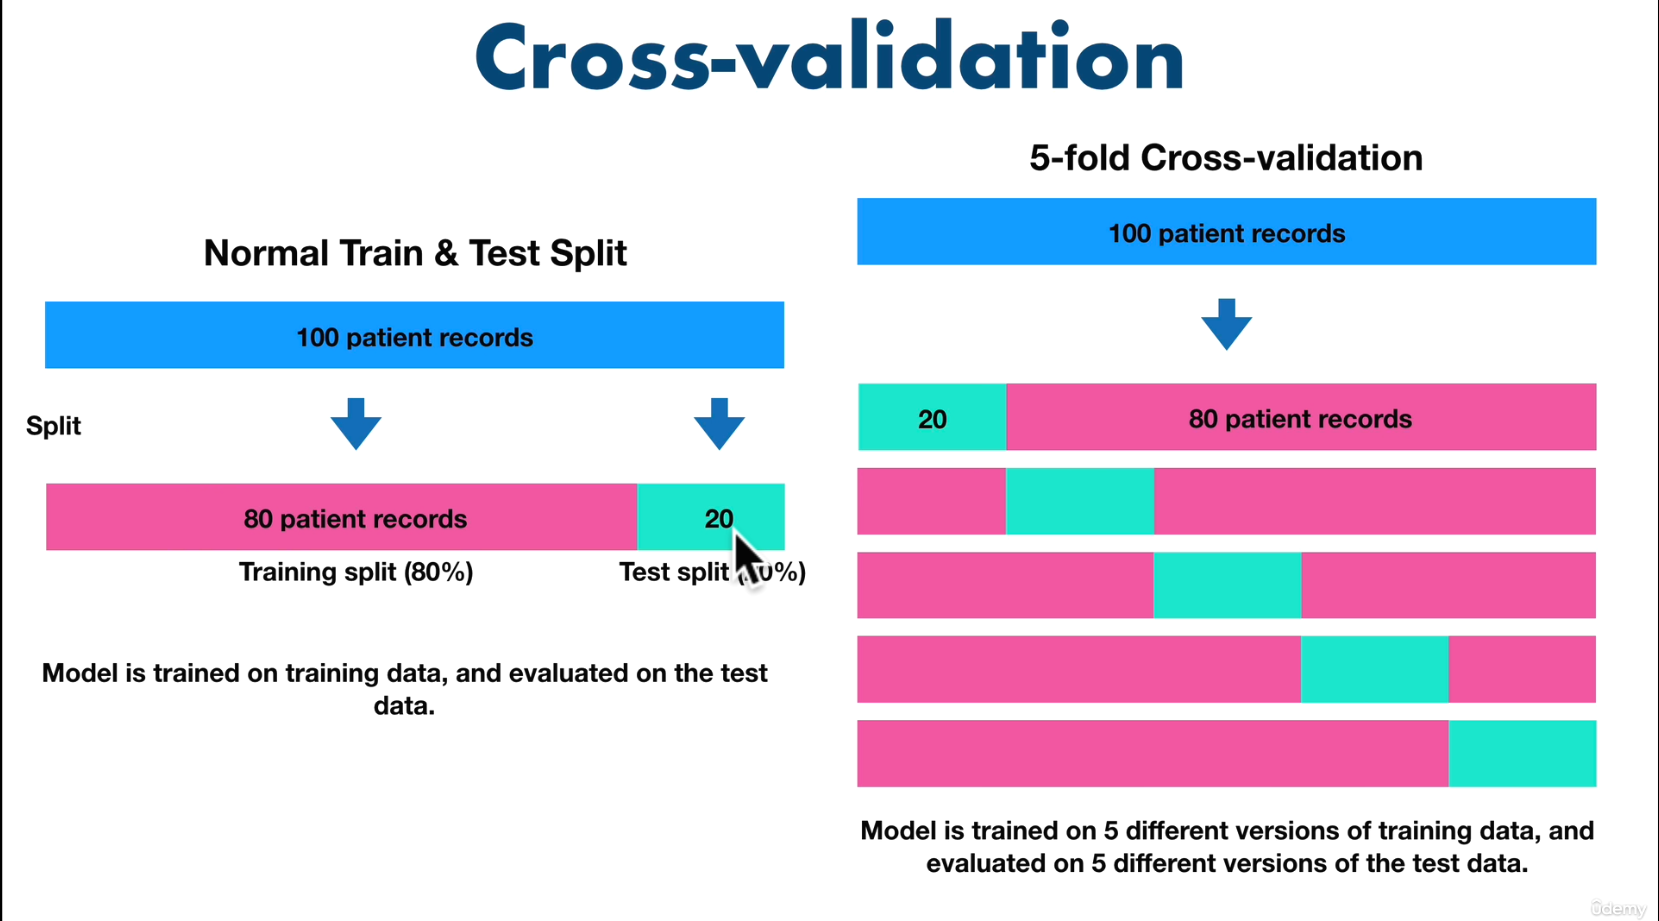 Cross-validation
Normal Train & Test Split
100 patient records
Split
80 patient records
20
Training split (80%)
Test split
Model is trained on training data, and evaluated on the test
data.
5-fold Cross-validation
100 patient records
20
80 patient records
Model is trained on 5 different versions of training data, and
evaluated on 5 different versions of the test data.
ûdemy